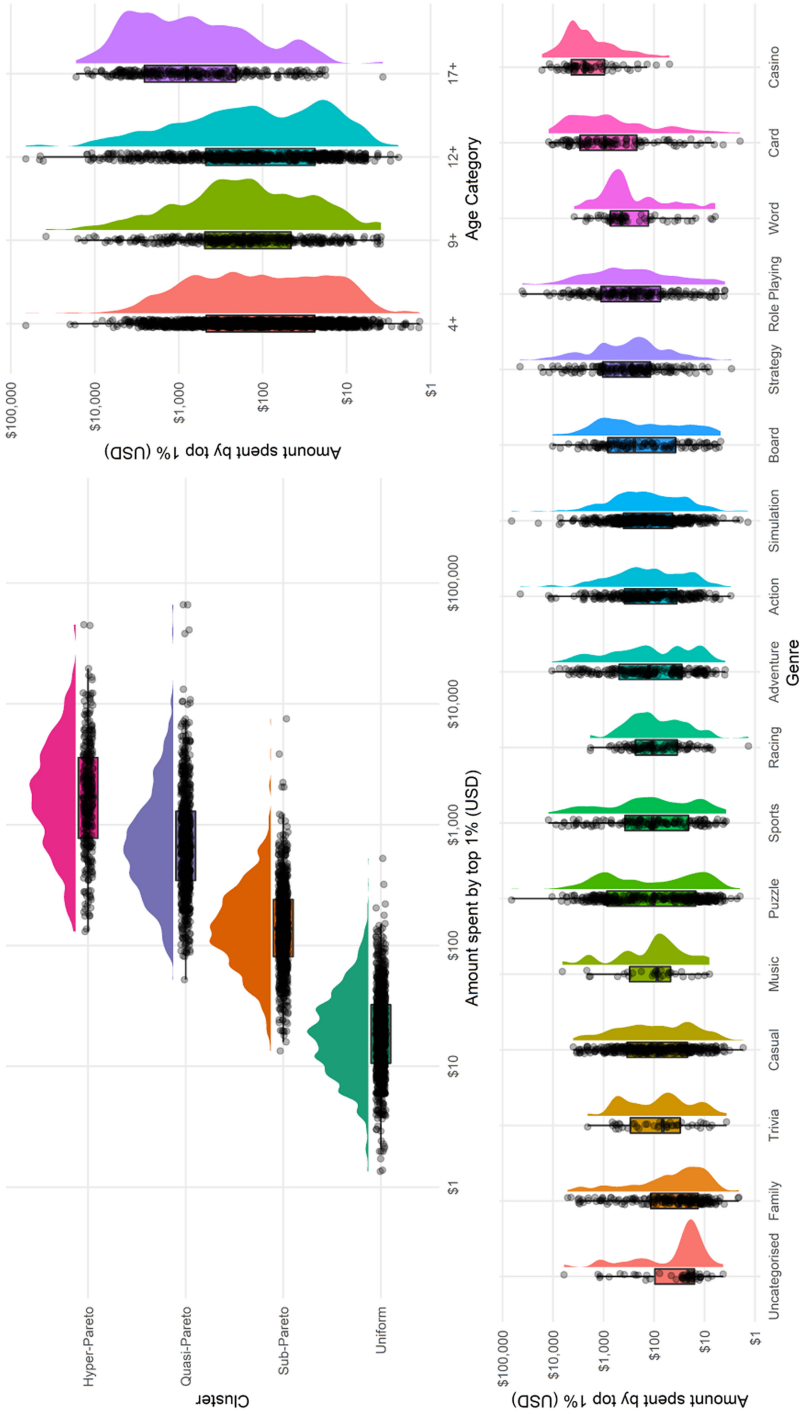 Cluster
Hyper-Pareto
Quasi-Pareto
Sub-Pareto
Uniform
$1
$10
$100
$1,000
$10,000
$100,000
Amount spent by top 1% (USD)
Amount spent by top 1% (USD)
$100,000
$10,000
$1,000
$100
$10
$1
4+
9+
12+
17+
Age Category
Amount spent by top 1% (USD)
$100,000
$10,000
$1,000
$100
$10
$1
Uncategorised
Family
Trivia
Casual
Music
Puzzle
Sports
Racing
Adventure
Action
Simulation
Board
Strategy
Role Playing
Word
Card
Casino
Genre